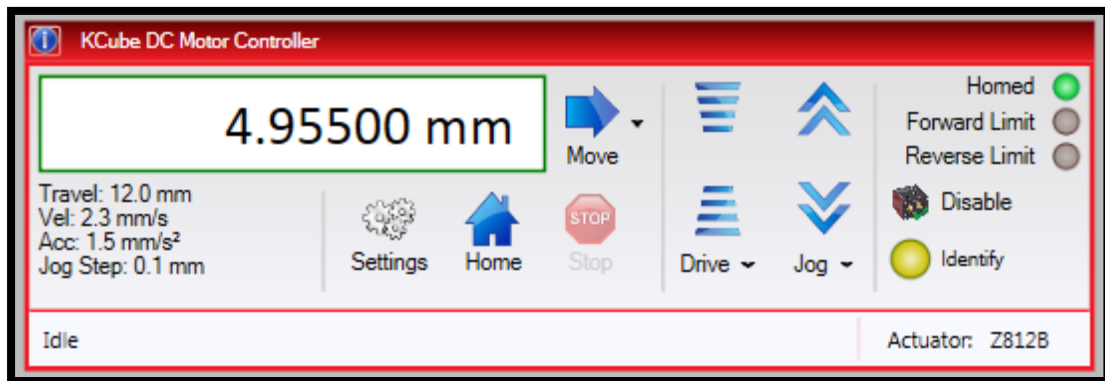 KCube DC Motor Controller
4.95500 mm
Move
Homed
Forward Limit
Reverse Limit
Travel: 12.0 mm
Vel: 2.3 mm/s
Acc: 1.5 mm/s²
Jog Step: 0.1 mm
Settings
Home
STOP
Stop
Drive
Jog
Disable
Identify
Idle
Actuator: Z812B